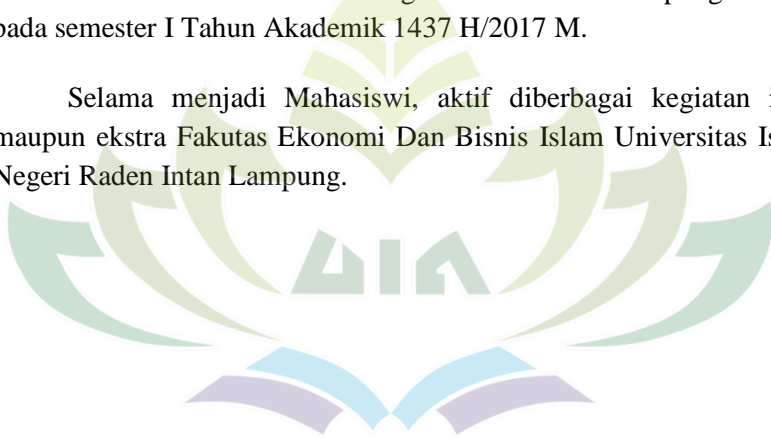 pada semester I Tahun Akademik 1437 H/2017 M.
Selama menjadi Mahasiswi, aktif diberbagai kegiatan
maupun ekstra Fakutas Ekonomi Dan Bisnis Islam Universitas
Negeri Raden Intan Lampung.
UIN